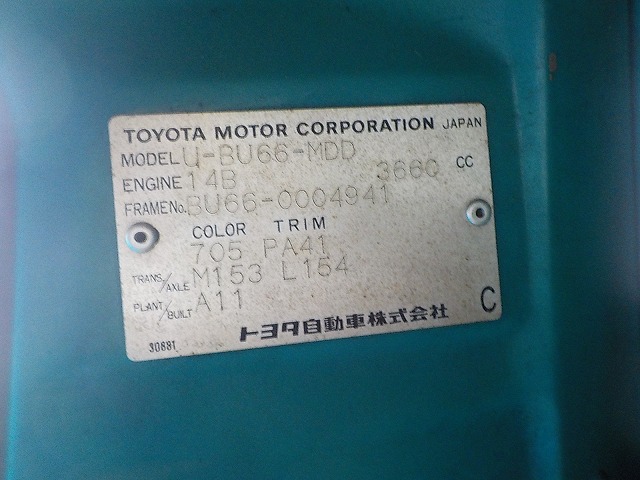 TOYOTA MOTOR CORPORATION JAPAN
MODEL U-BU66-MDD
ENGINE 14B 3660 CC
FRAME No. BU66-0004941
COLOR TRIM
705 PA41
TRANS/AXLE M153 L154
PLANT/BUILT A11
トヨタ自動車株式会社 C
30881